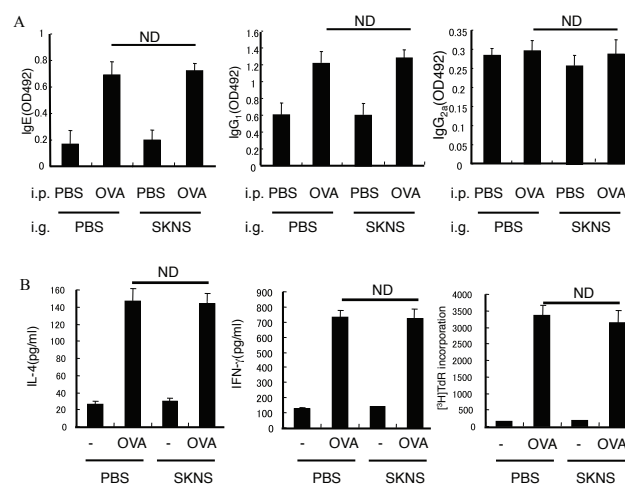 A
ND
ND
ND
IgE(OD492)
1
0.8
0.6
0.4
0.2
0
IgG1(OD492)
1.6
1.4
1.2
1.0
0.8
0.6
0.4
0.2
0
IgG2a(OD492)
0.35
0.3
0.25
0.2
0.15
0.1
0.05
0
i.p. PBS OVA PBS OVA
i.p. PBS OVA PBS OVA
i.p. PBS OVA PBS OVA
i.g. PBS SKNS
i.g. PBS SKNS
i.g. PBS SKNS
B
ND
ND
ND
IL-4(pg/ml)
160
140
120
100
80
60
40
20
0
IFN-γ(pg/ml)
900
800
700
600
500
400
300
200
100
0
[³H]TdR incorporation
4000
3500
3000
2500
2000
1500
1000
500
0
- OVA - OVA
- OVA - OVA
- OVA - OVA
PBS SKNS
PBS SKNS
PBS SKNS